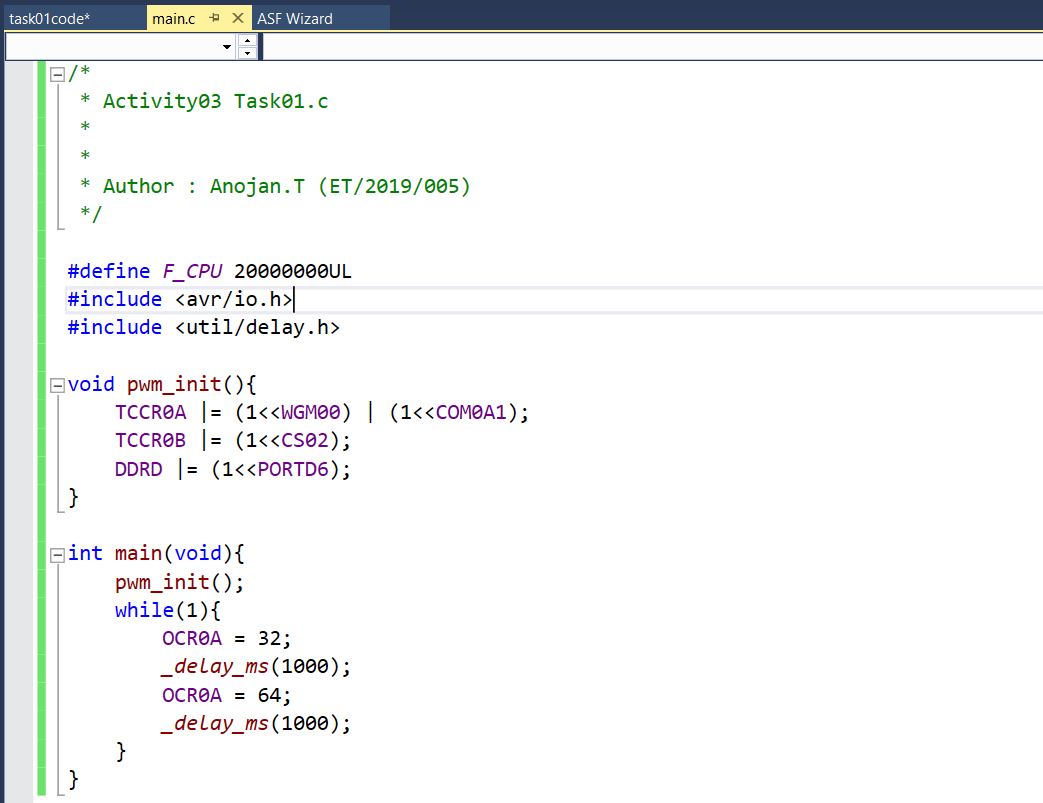 task01code* main.c ASF Wizard
/*
 * Activity03 Task01.c
 *
 *
 * Author : Anojan.T (ET/2019/005)
 */

#define F_CPU 20000000UL
#include <avr/io.h>
#include <util/delay.h>

void pwm_init(){
    TCCR0A |= (1<<WGM00) | (1<<COM0A1);
    TCCR0B |= (1<<CS02);
    DDRD |= (1<<PORTD6);
}

int main(void){
    pwm_init();
    while(1){
        OCR0A = 32;
        _delay_ms(1000);
        OCR0A = 64;
        _delay_ms(1000);
    }
}